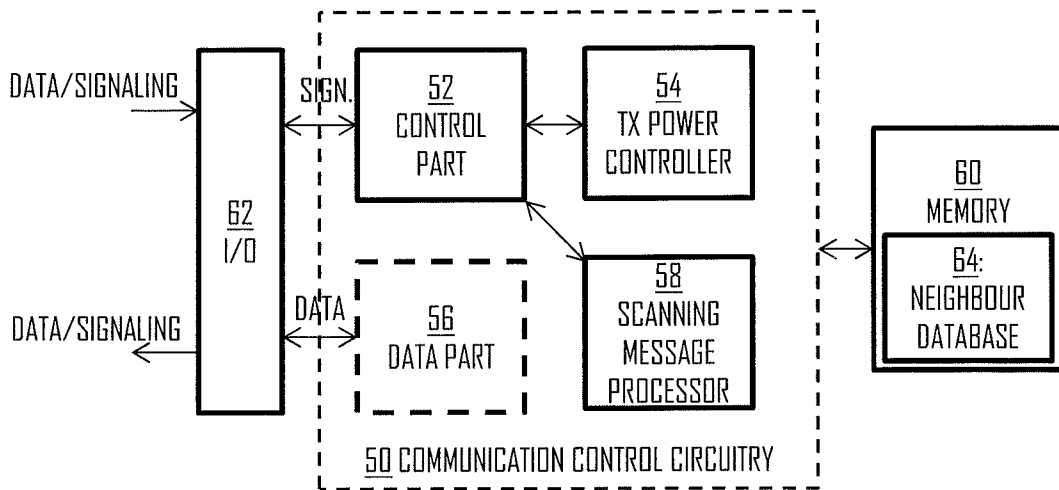 DATA/SIGNALING
SIGN.
52
CONTROL
PART
54
TX POWER
CONTROLLER
62
I/O
60
MEMORY
64:
NEIGHBOUR
DATABASE
DATA/SIGNALING
DATA
56
DATA PART
58
SCANNING
MESSAGE
PROCESSOR
50 COMMUNICATION CONTROL CIRCUITRY